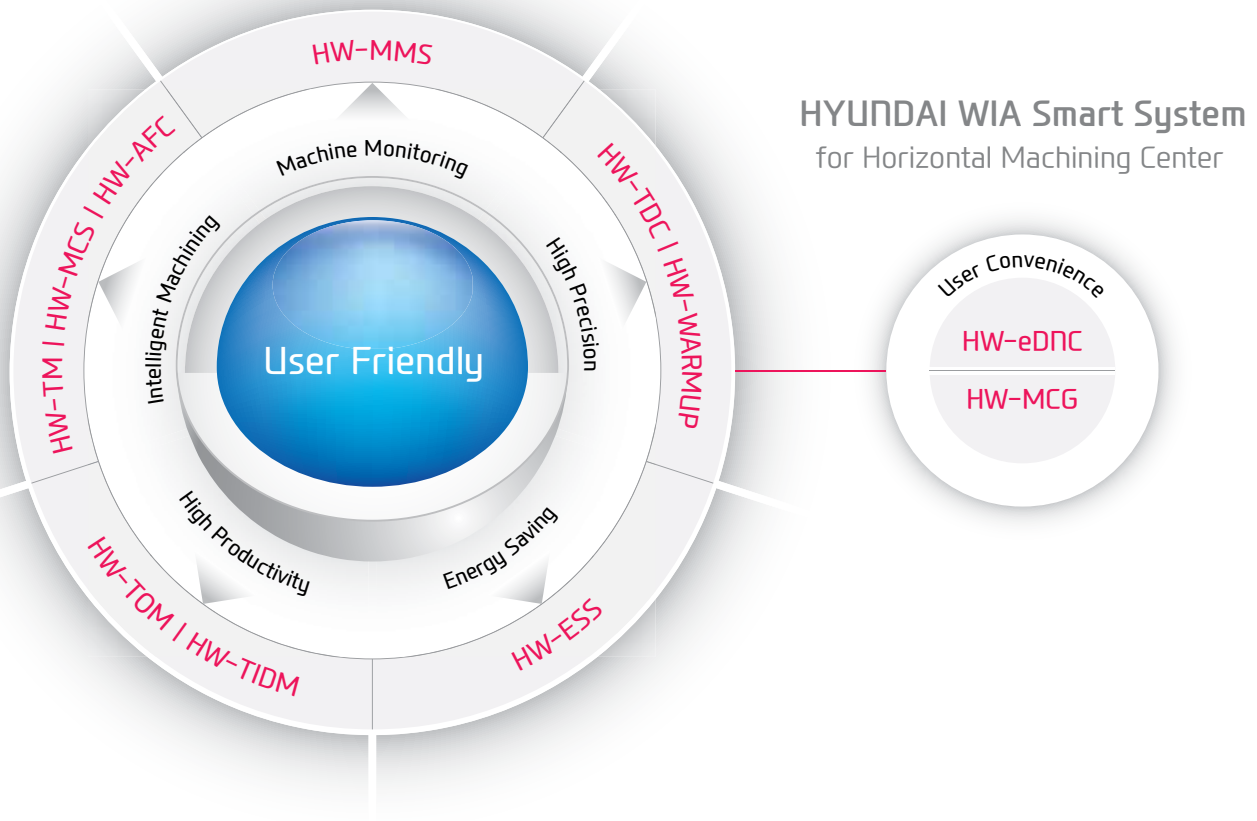 HYUNDAI WIA Smart System
for Horizontal Machining Center
HW-MMS
HW-TDC | HW-WARMUP
HW-ESS
HW-TOM | HW-TIDM
HW-TM | HW-MCS | HW-AFC
Machine Monitoring
High Precision
Energy Saving
High Productivity
Intelligent Machining
User Friendly
User Convenience
HW-eDNC
HW-MCG